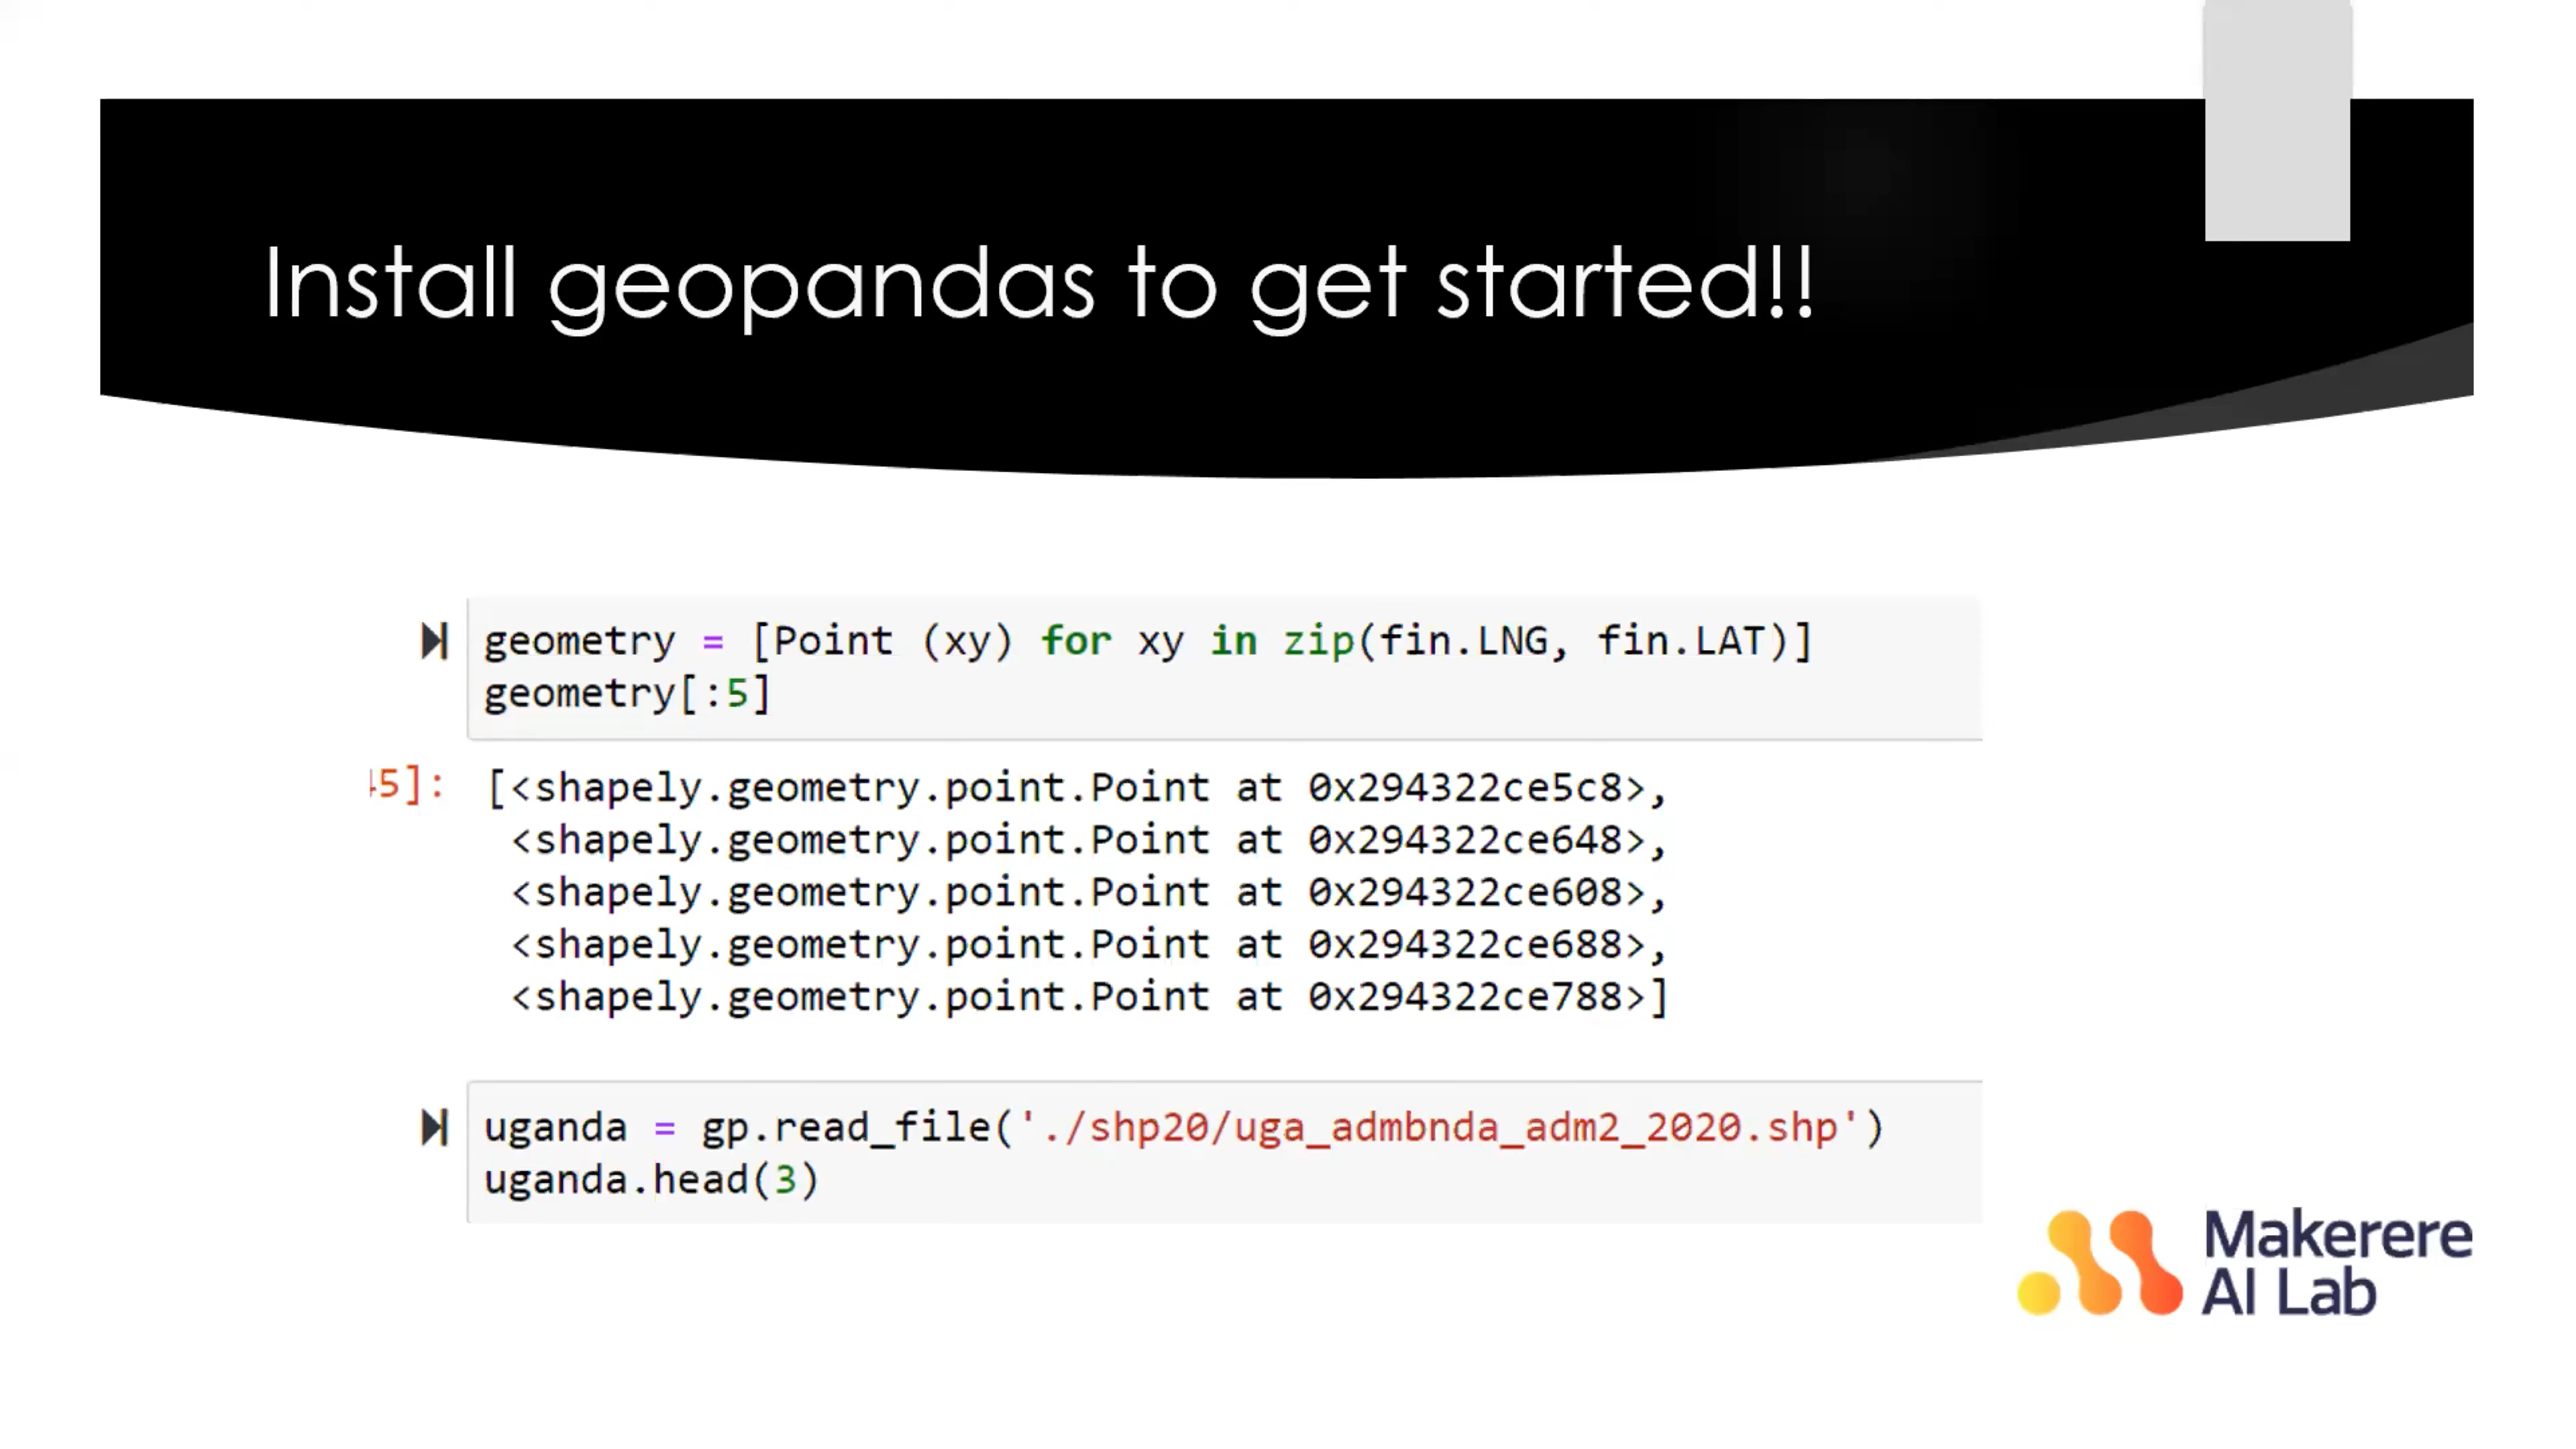 Install geopandas to get started!!
geometry = [Point (xy) for xy in zip(fin.LNG, fin.LAT)]
geometry[:5]
45]: [<shapely.geometry.point.Point at 0x294322ce5c8>,
<shapely.geometry.point.Point at 0x294322ce648>,
<shapely.geometry.point.Point at 0x294322ce608>,
<shapely.geometry.point.Point at 0x294322ce688>,
<shapely.geometry.point.Point at 0x294322ce788>]
uganda = gp.read_file('./shp20/uga_admbnda_adm2_2020.shp')
uganda.head(3)
Makerere
AI Lab